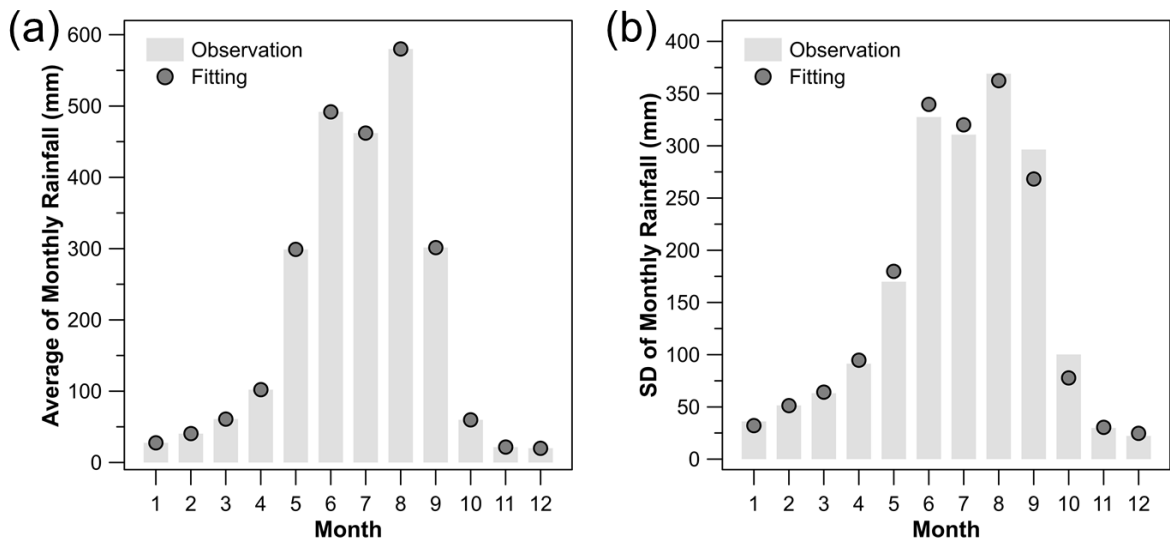 (a)
Average of Monthly Rainfall (mm)
600
500
400
300
200
100
0
Observation
Fitting
1 2 3 4 5 6 7 8 9 10 11 12
Month
(b)
SD of Monthly Rainfall (mm)
400
350
300
250
200
150
100
50
0
Observation
Fitting
1 2 3 4 5 6 7 8 9 10 11 12
Month